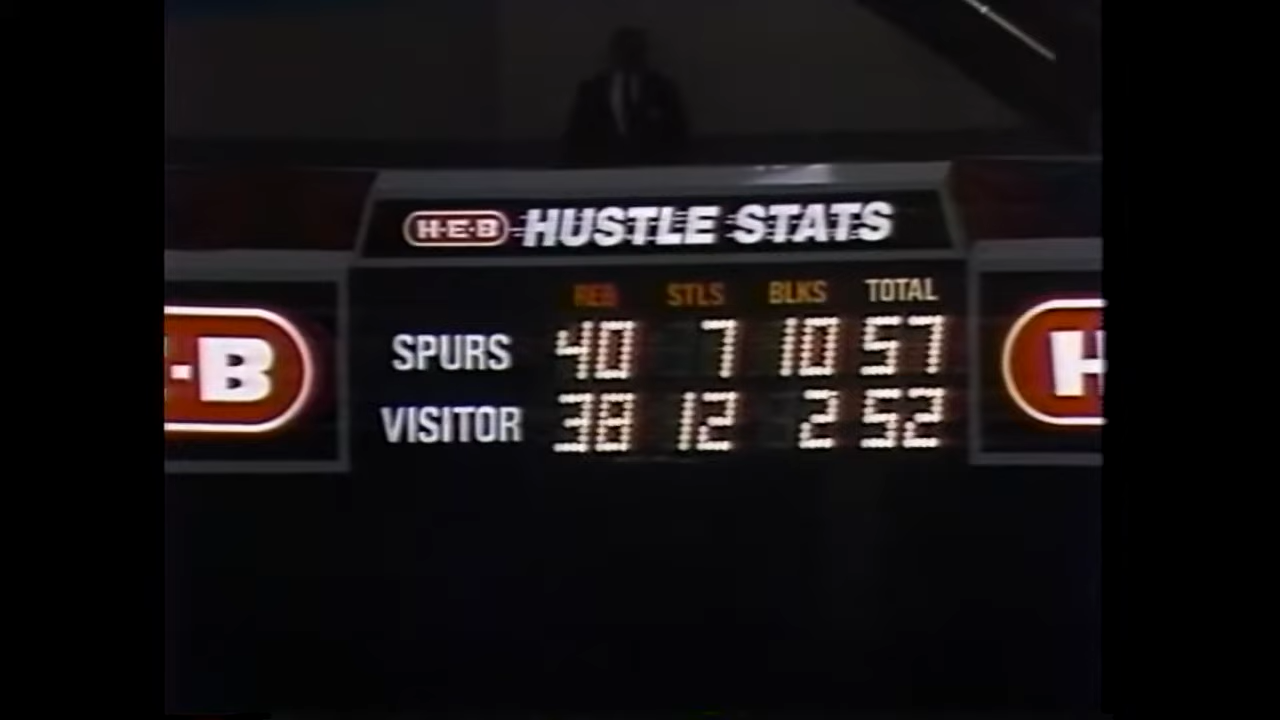 H·E·B HUSTLE STATS
REB STLS BLKS TOTAL
SPURS 40 7 10 57
VISITOR 38 12 2 52
·B
H